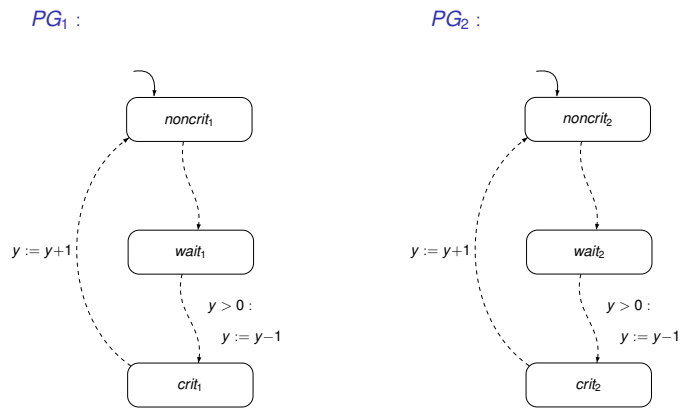 PG₁ :
PG₂ :
noncrit₁
noncrit₂
y := y+1
wait₁
y := y+1
wait₂
y > 0 :
y > 0 :
y := y−1
y := y−1
crit₁
crit₂